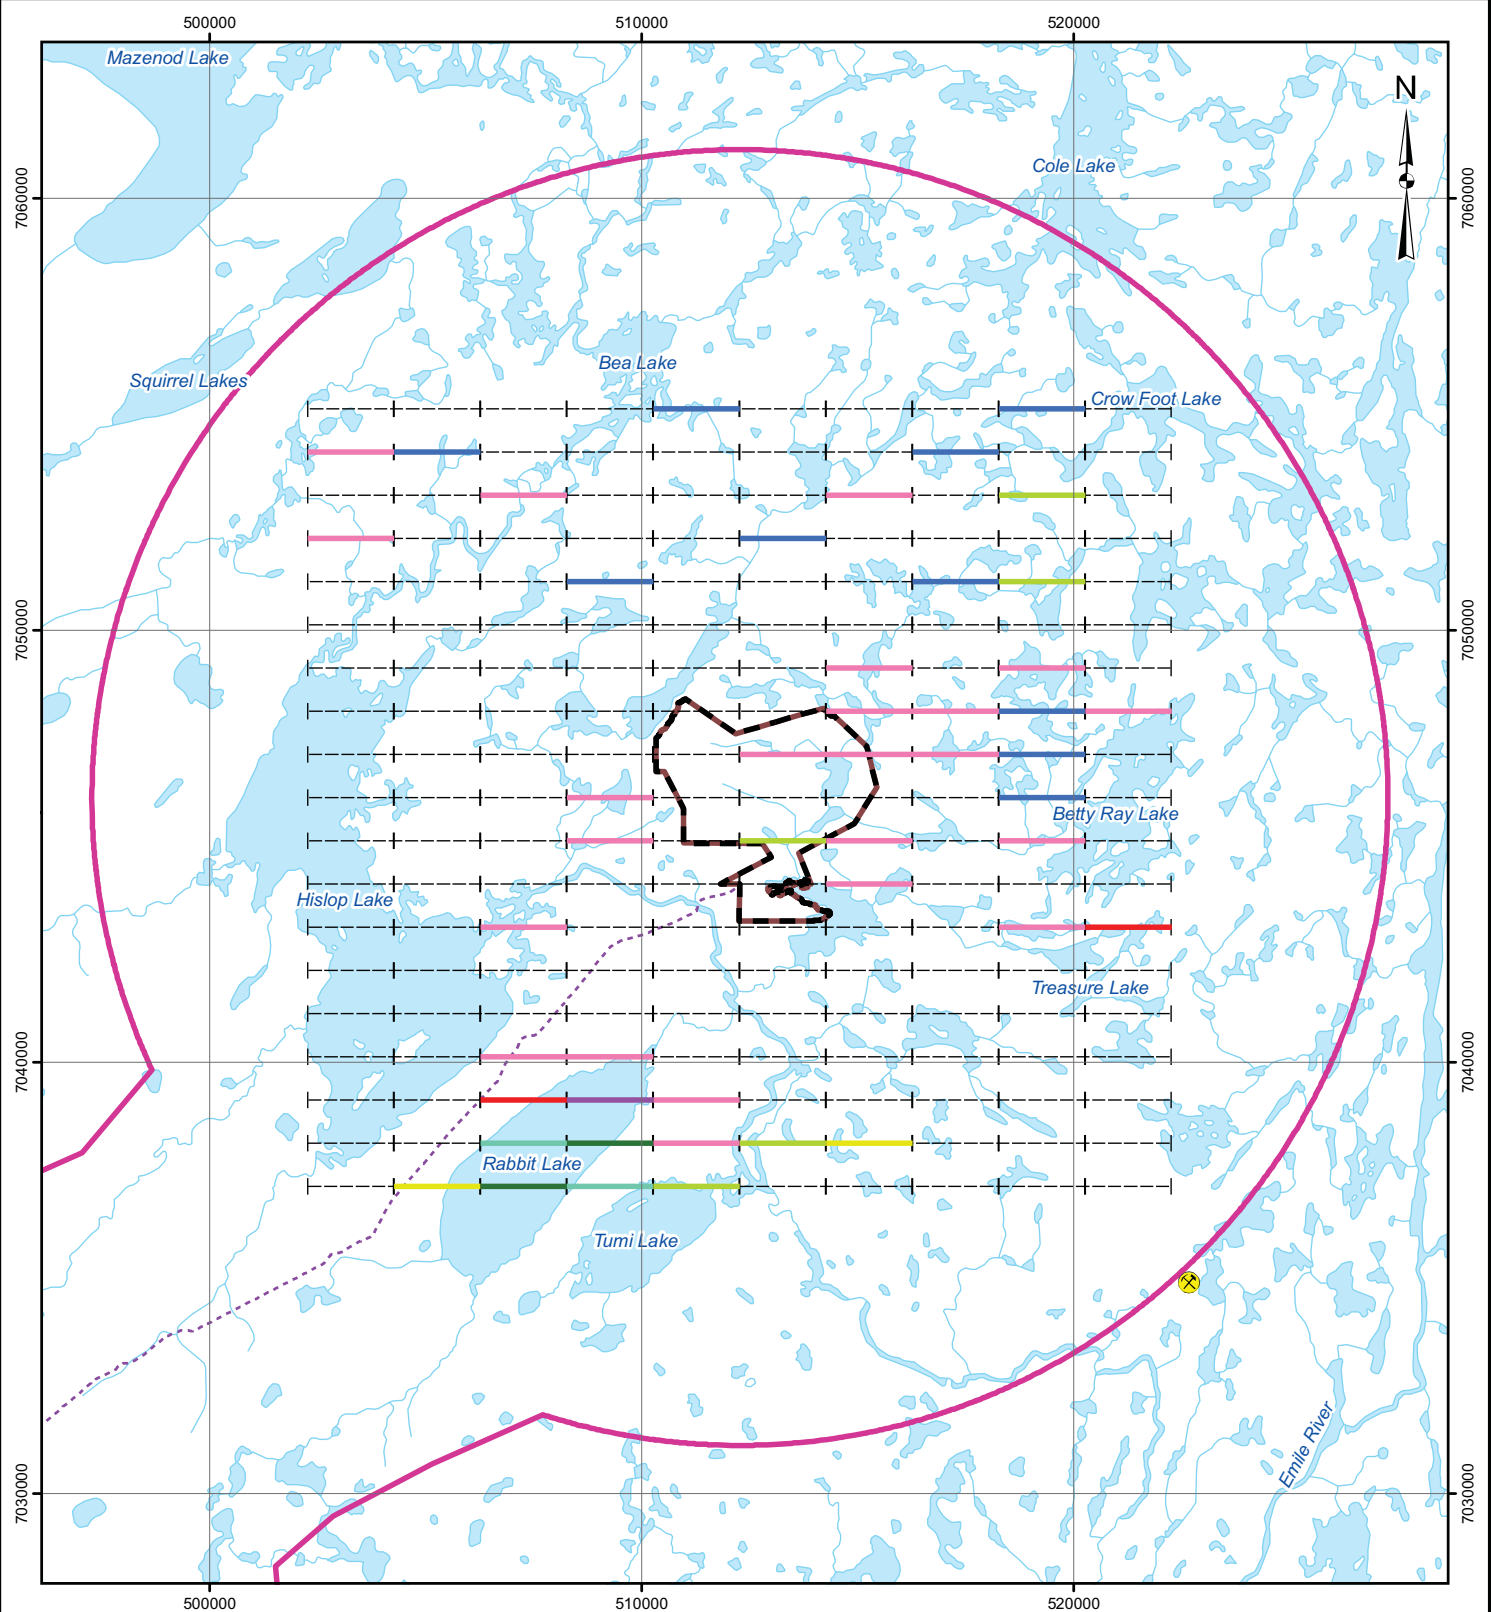 500000 510000 520000
Mazenod Lake
N
Cole Lake
7060000 7060000
Bea Lake
Squirrel Lakes
Crow Foot Lake
7050000 7050000
Betty Ray Lake
Hislop Lake
Treasure Lake
7040000 7040000
Rabbit Lake
Tumi Lake
Emile River
7030000 7030000
500000 510000 520000